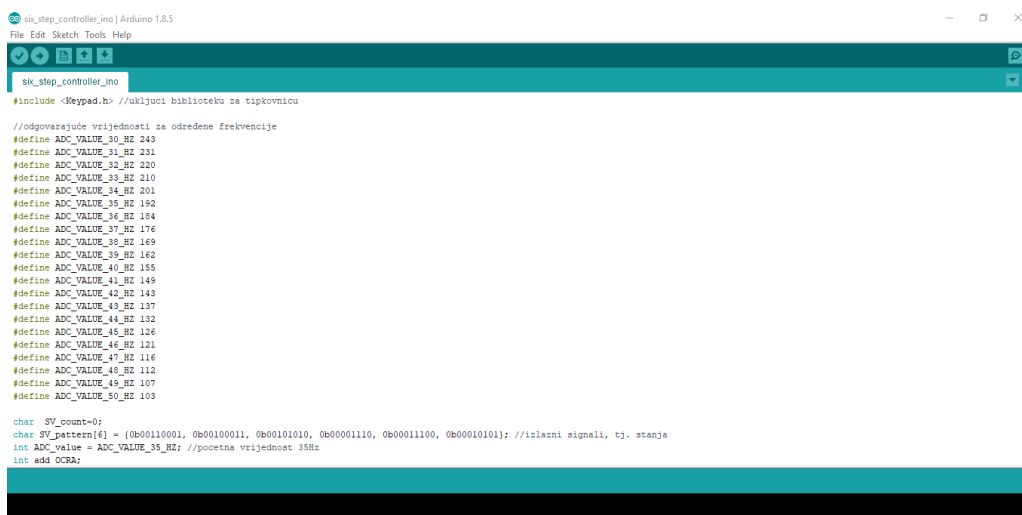 six_step_controller_ino | Arduino 1.8.5
File Edit Sketch Tools Help
six_step_controller_ino
#include <Keypad.h> //ukljuci biblioteku za tipkovnicu
//odgovarajuće vrijednosti za određene frekvencije
#define ADC_VALUE_30_HZ 243
#define ADC_VALUE_31_HZ 231
#define ADC_VALUE_32_HZ 220
#define ADC_VALUE_33_HZ 210
#define ADC_VALUE_34_HZ 201
#define ADC_VALUE_35_HZ 192
#define ADC_VALUE_36_HZ 184
#define ADC_VALUE_37_HZ 176
#define ADC_VALUE_38_HZ 169
#define ADC_VALUE_39_HZ 162
#define ADC_VALUE_40_HZ 155
#define ADC_VALUE_41_HZ 149
#define ADC_VALUE_42_HZ 143
#define ADC_VALUE_43_HZ 137
#define ADC_VALUE_44_HZ 132
#define ADC_VALUE_45_HZ 126
#define ADC_VALUE_46_HZ 121
#define ADC_VALUE_47_HZ 116
#define ADC_VALUE_48_HZ 112
#define ADC_VALUE_49_HZ 107
#define ADC_VALUE_50_HZ 103
char SV_count=0;
char SV_pattern[6] = {0b00110001, 0b00100011, 0b00101010, 0b00001110, 0b00011100, 0b00010101}; //izlazni signali, tj. stanja
int ADC_value = ADC_VALUE_35_HZ; //pocetna vrijednost 35Hz
int add OCRA;